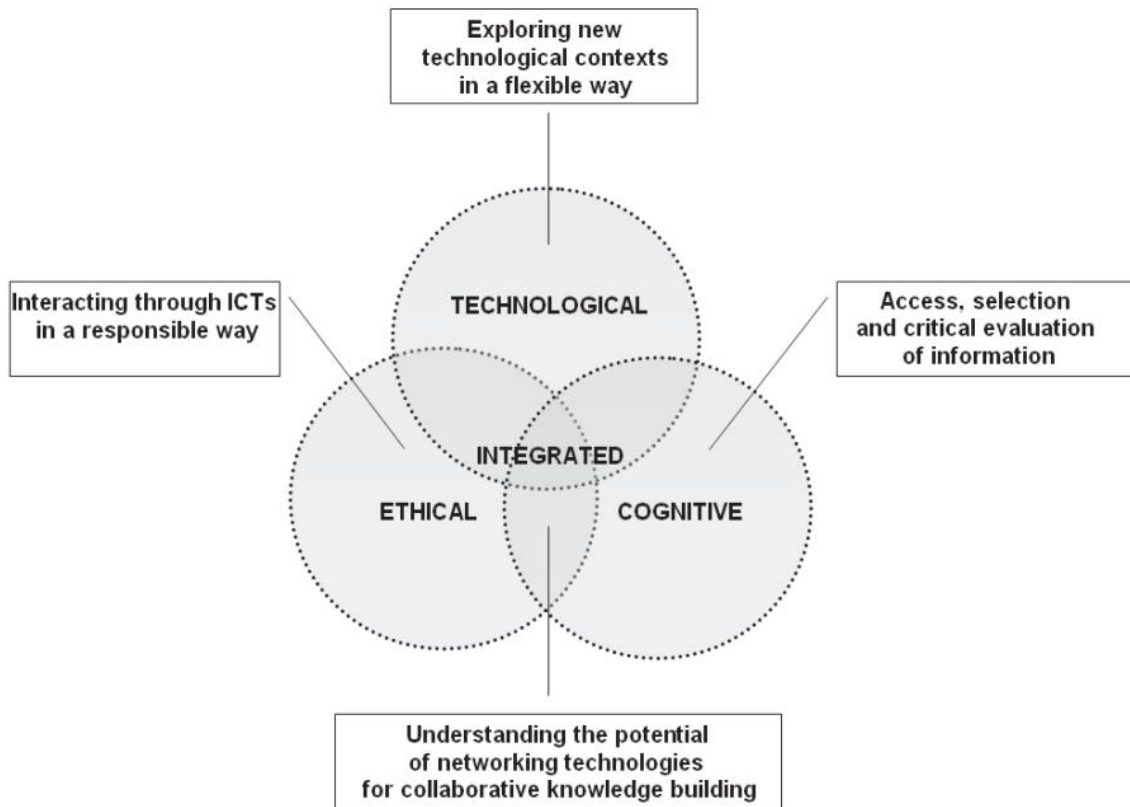 Exploring new
technological contexts
in a flexible way
Interacting through ICTs
in a responsible way
Access, selection
and critical evaluation
of information
TECHNOLOGICAL
INTEGRATED
ETHICAL
COGNITIVE
Understanding the potential
of networking technologies
for collaborative knowledge building